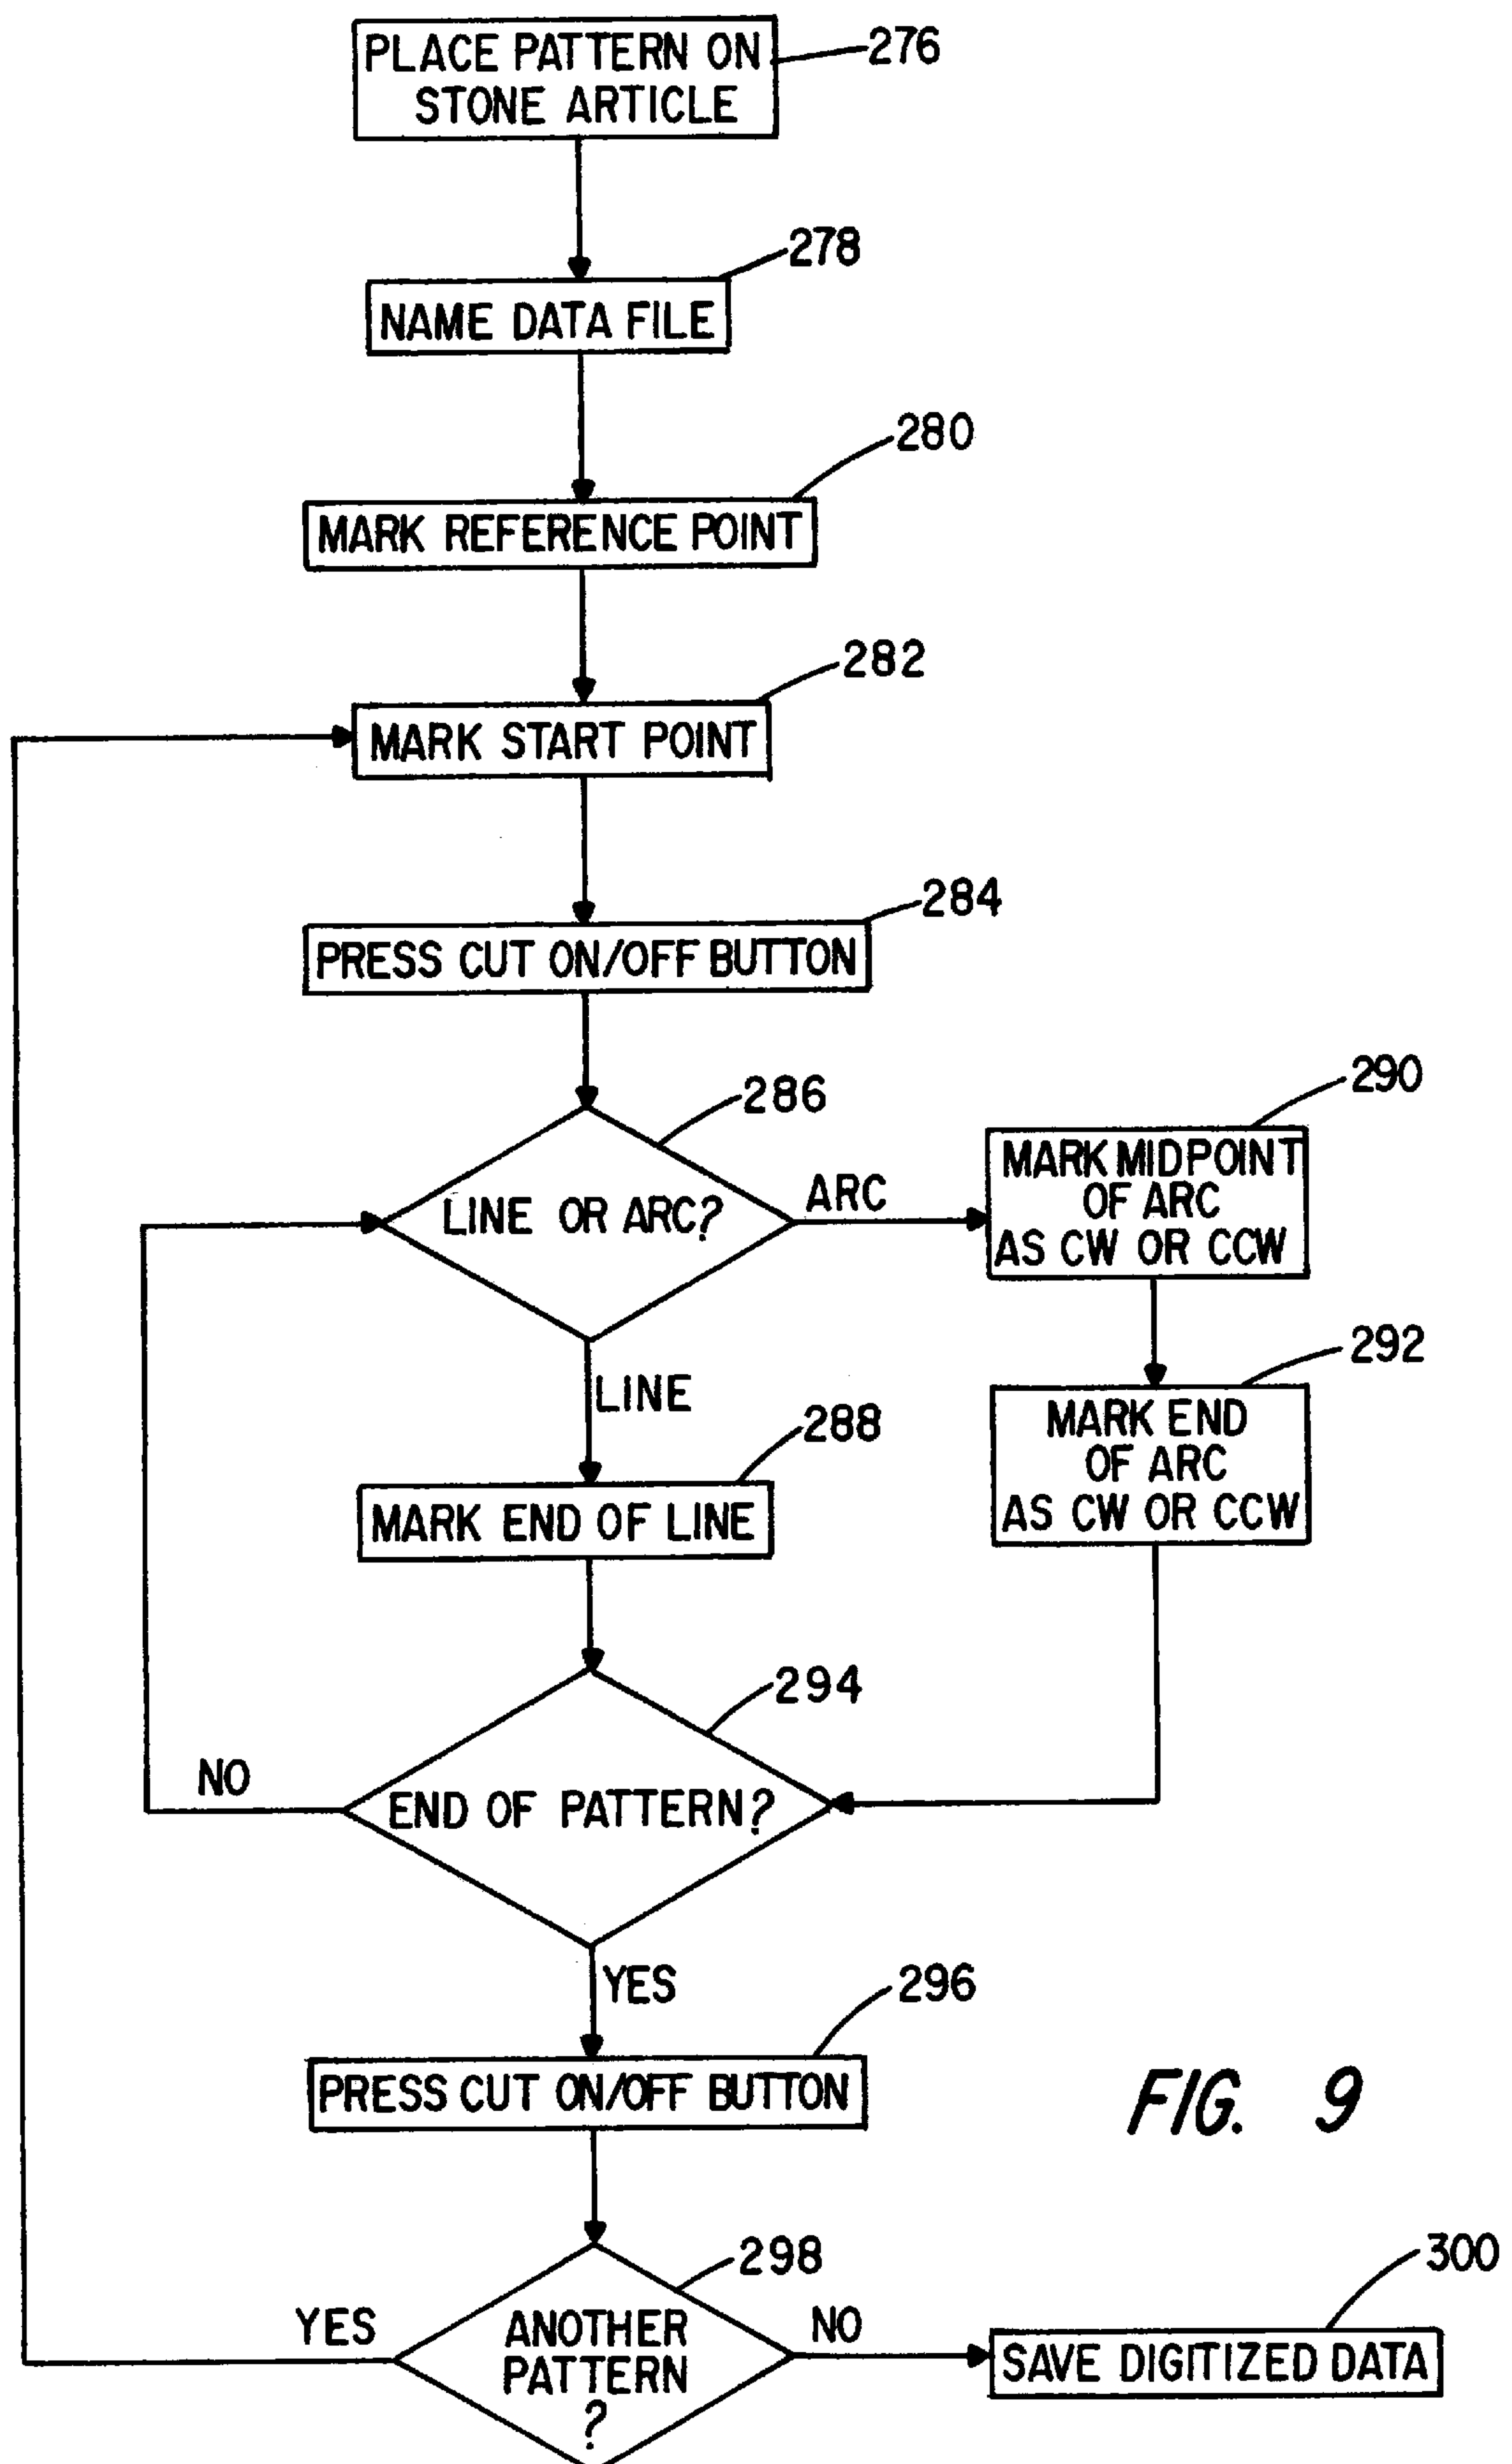 PLACE PATTERN ON
STONE ARTICLE
276
278
NAME DATA FILE
280
MARK REFERENCE POINT
282
MARK START POINT
284
PRESS CUT ON/OFF BUTTON
286
LINE OR ARC?
ARC
290
MARK MIDPOINT
OF ARC
AS CW OR CCW
292
MARK END
OF ARC
AS CW OR CCW
LINE
288
MARK END OF LINE
294
END OF PATTERN?
NO
YES
296
PRESS CUT ON/OFF BUTTON
FIG. 9
298
ANOTHER
PATTERN
?
YES
NO
300
SAVE DIGITIZED DATA